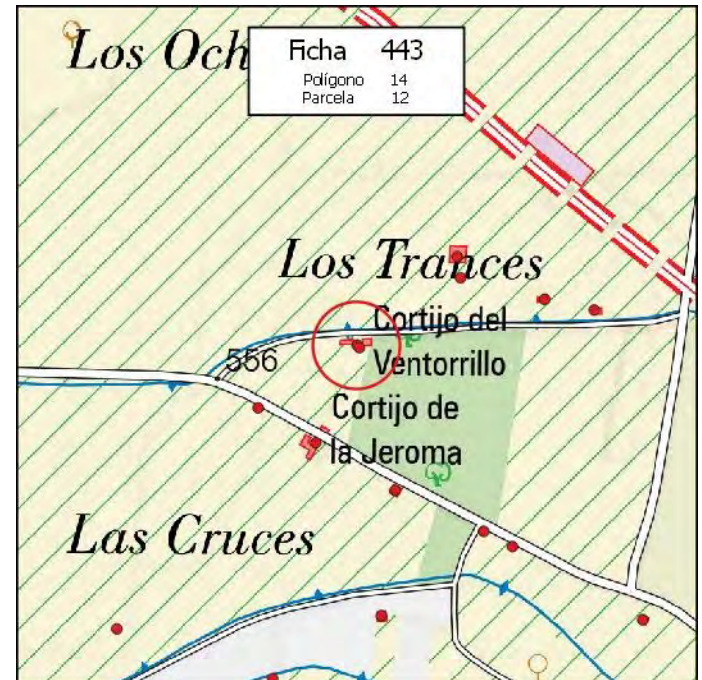 Los Och
Ficha 443
Polígono 14
Parcela 12
Los Trances
Cortijo del
Ventorrillo
556
Cortijo de
la Jeroma
Las Cruces